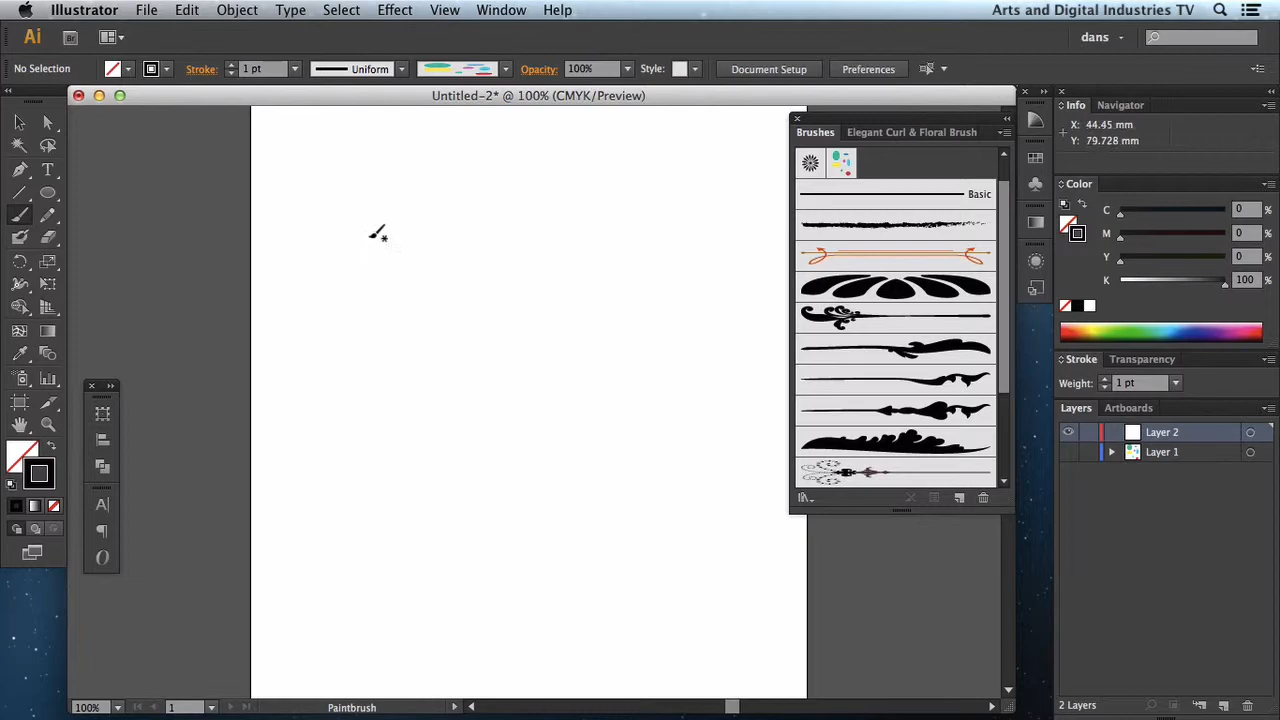 Illustrator File Edit Object Type Select Effect View Window Help Arts and Digital Industries TV
Ai Br dans
No Selection Stroke: 1 pt Uniform Opacity: 100% Style: Document Setup Preferences
Untitled-2* @ 100% (CMYK/Preview)
Brushes Elegant Curl & Floral Brush
Basic
Info Navigator
X: 44.45 mm
Y: 79.728 mm
Color
C 0 %
M 0 %
Y 0 %
K 100 %
Stroke Transparency
Weight: 1 pt
Layers Artboards
Layer 2
Layer 1
2 Layers
100% 1 Paintbrush